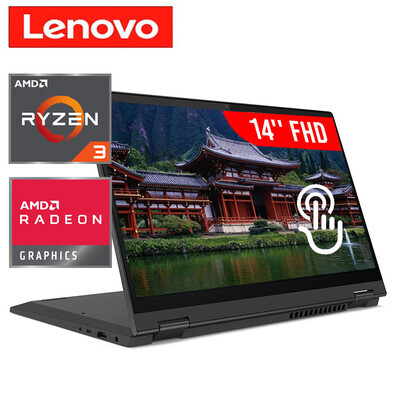 Lenovo
AMD
RYZEN
3
14'' FHD
AMD
RADEON
GRAPHICS